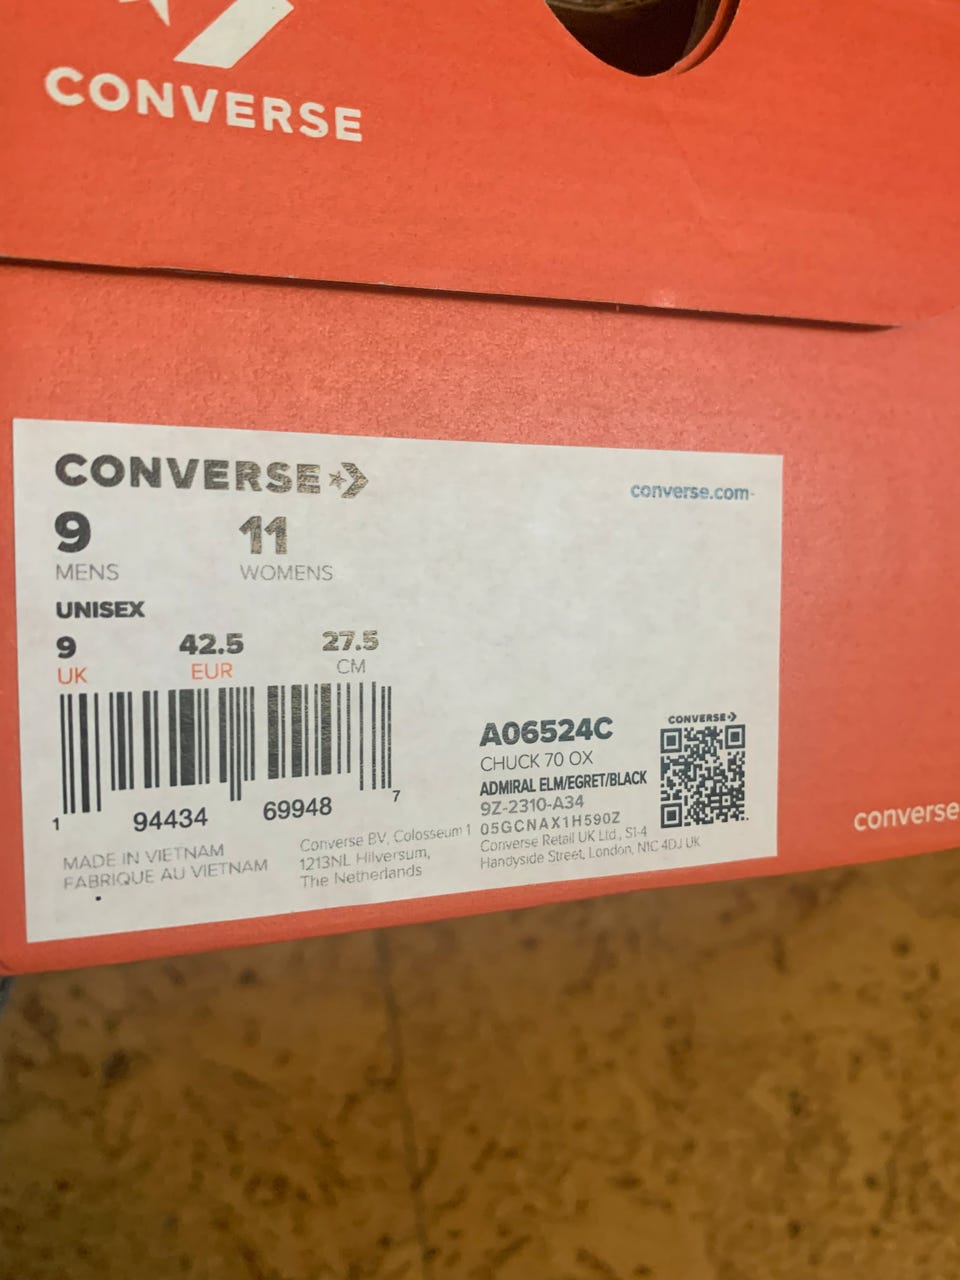 CONVERSE
CONVERSE
converse.com
9 11
MENS WOMENS
UNISEX
9 42.5 27.5
UK EUR CM
1 94434 69948 7
MADE IN VIETNAM
FABRIQUE AU VIETNAM
Converse BV, Colosseum 1
1213NL Hilversum,
The Netherlands
A06524C
CHUCK 70 OX
ADMIRAL ELM/EGRET/BLACK
9Z-2310-A34
05GCNAX1H590Z
Converse Retail UK Ltd., S1-4
Handyside Street, London, N1C 4DJ UK
CONVERSE
converse